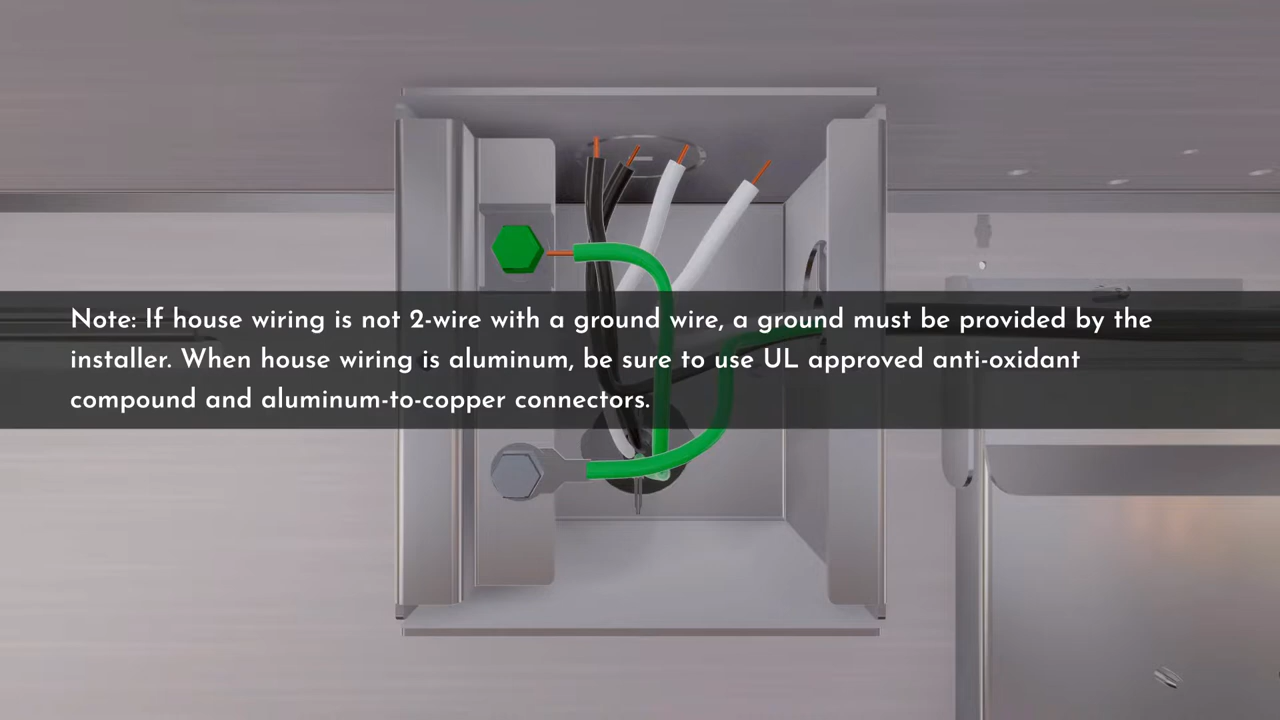 Note: If house wiring is not 2-wire with a ground wire, a ground must be provided by the
installer. When house wiring is aluminum, be sure to use UL approved anti-oxidant
compound and aluminum-to-copper connectors.